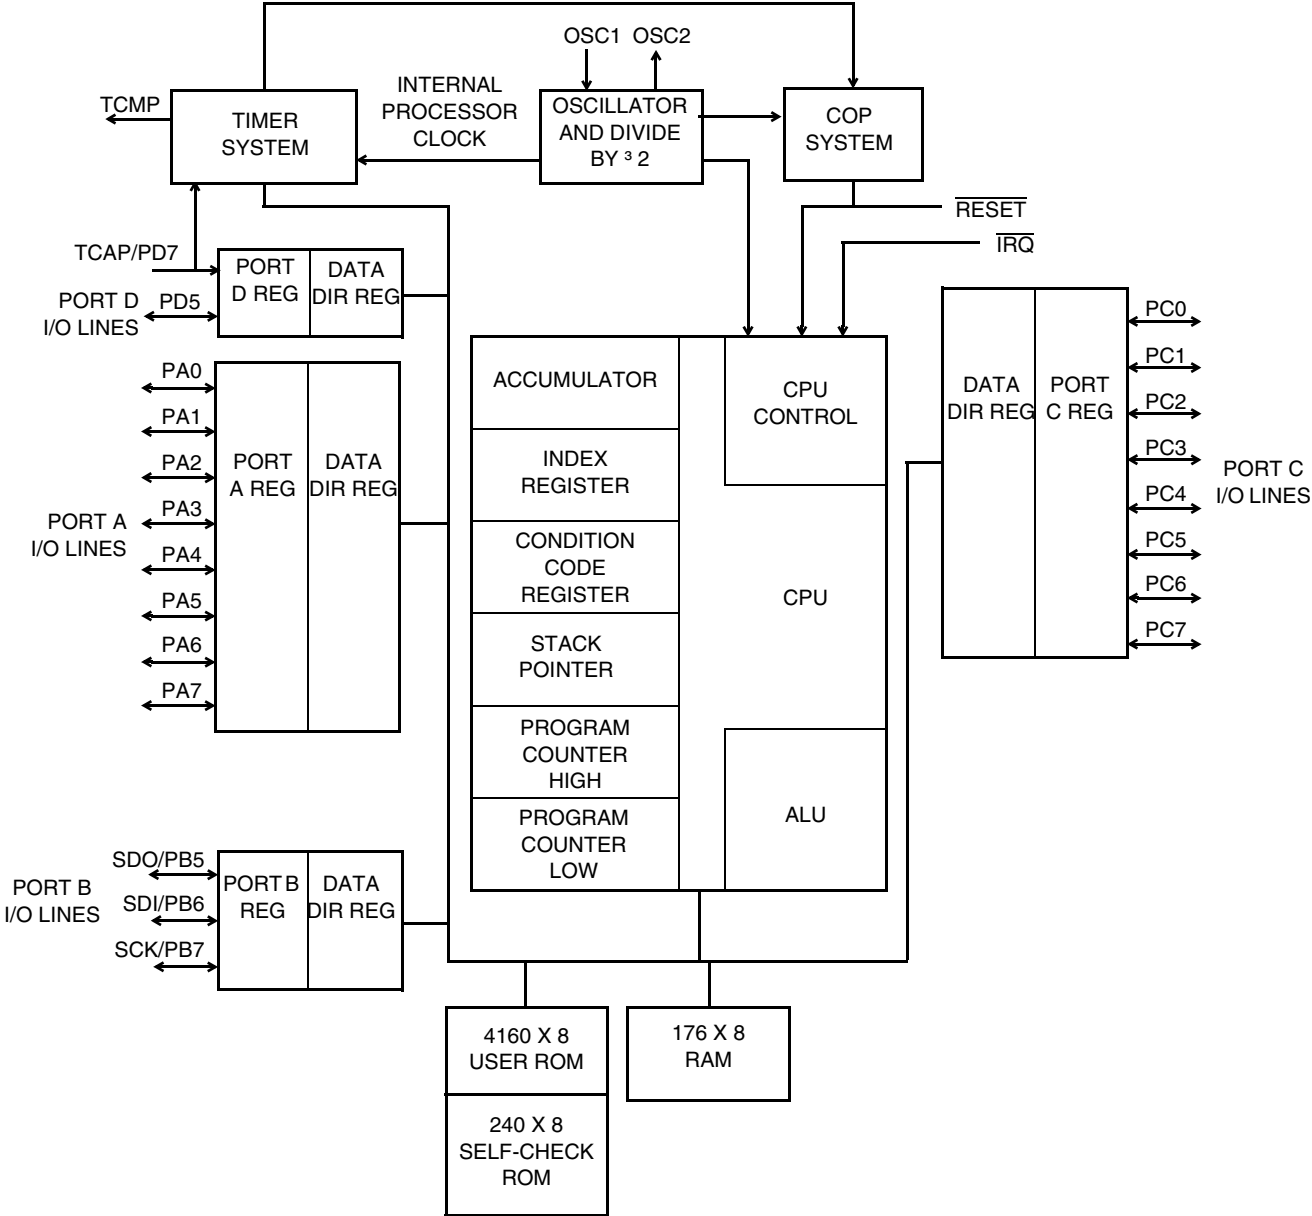 OSC1 OSC2
TCMP
TIMER
SYSTEM
INTERNAL
PROCESSOR
CLOCK
OSCILLATOR
AND DIVIDE
BY ³ 2
COP
SYSTEM
RESET
IRQ
TCAP/PD7
PORT D
I/O LINES
PD5
PORT
D REG
DATA
DIR REG
PORT A
I/O LINES
PA0
PA1
PA2
PA3
PA4
PA5
PA6
PA7
PORT
A REG
DATA
DIR REG
ACCUMULATOR
INDEX
REGISTER
CONDITION
CODE
REGISTER
STACK
POINTER
PROGRAM
COUNTER
HIGH
PROGRAM
COUNTER
LOW
CPU
CONTROL
CPU
ALU
DATA
DIR REG
PORT
C REG
PC0
PC1
PC2
PC3
PC4
PC5
PC6
PC7
PORT C
I/O LINES
PORT B
I/O LINES
SDO/PB5
SDI/PB6
SCK/PB7
PORT B
REG
DATA
DIR REG
4160 X 8
USER ROM
240 X 8
SELF-CHECK
ROM
176 X 8
RAM